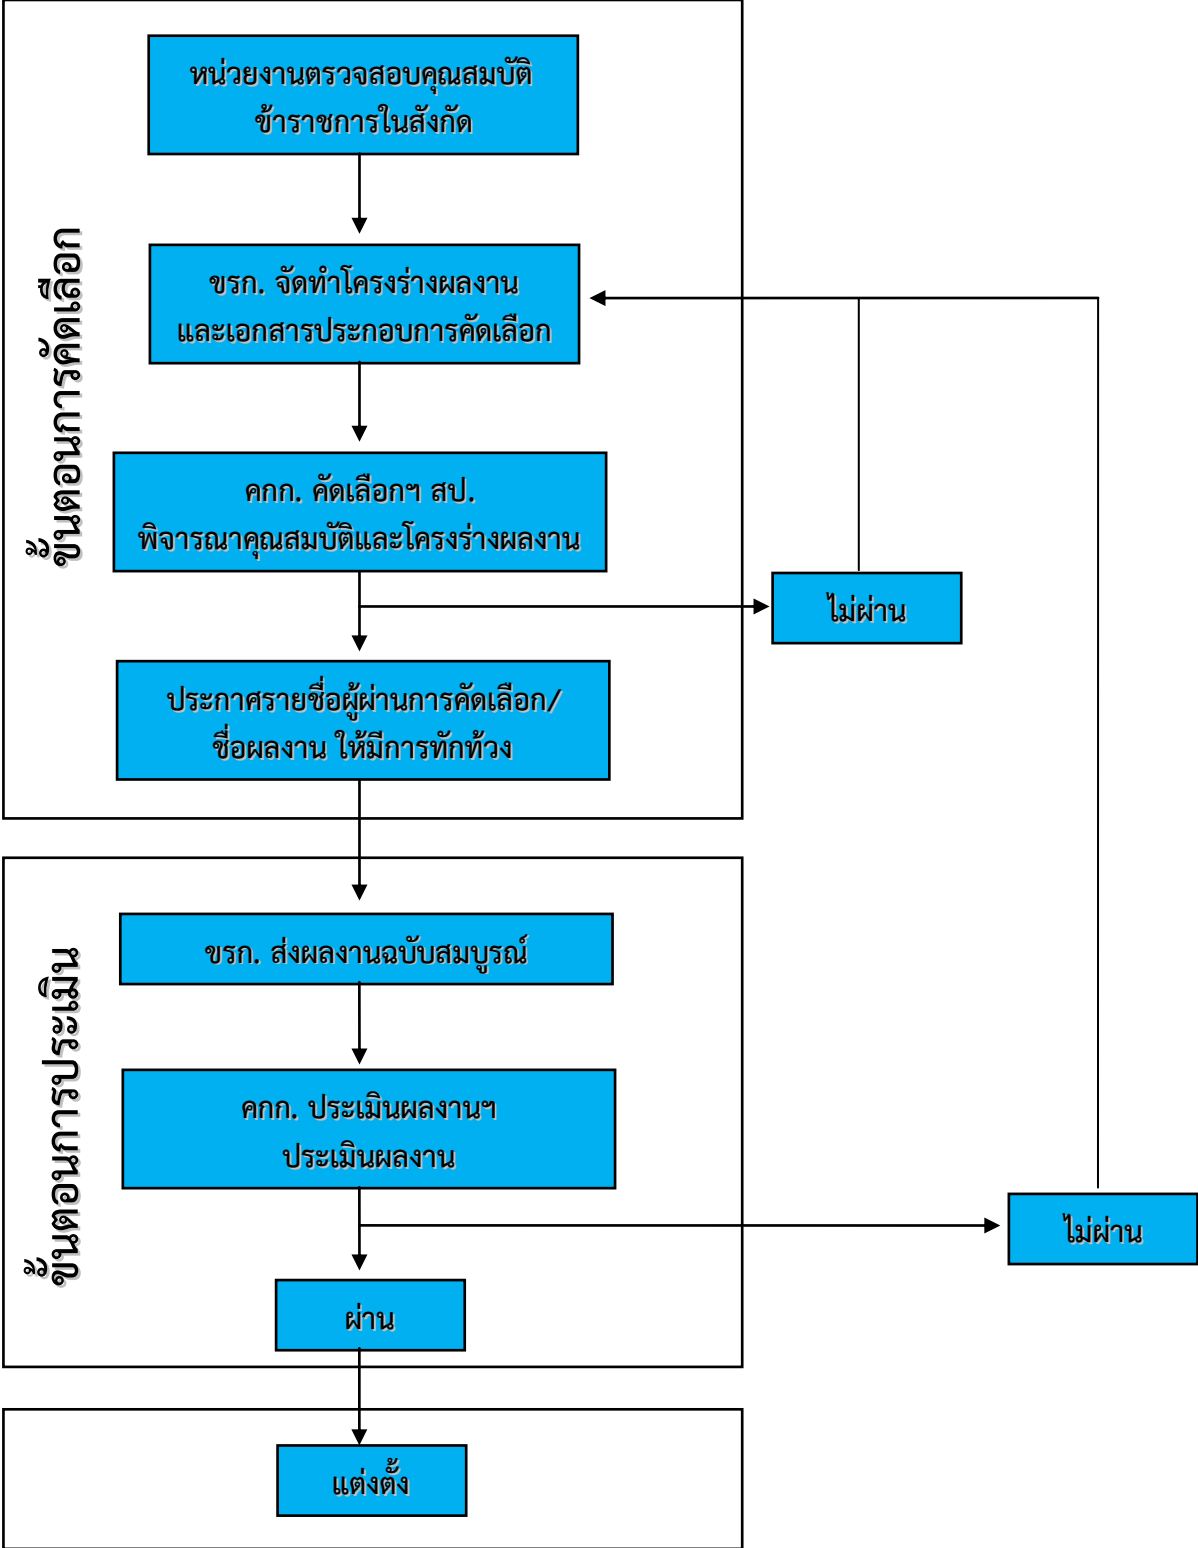 ขั้นตอนการคัดเลือก
หน่วยงานตรวจสอบคุณสมบัติ
ข้าราชการในสังกัด
ขรก. จัดทำโครงร่างผลงาน
และเอกสารประกอบการคัดเลือก
คกก. คัดเลือกฯ สป.
พิจารณาคุณสมบัติและโครงร่างผลงาน
ไม่ผ่าน
ประกาศรายชื่อผู้ผ่านการคัดเลือก/
ชื่อผลงาน ให้มีการทักท้วง
ขั้นตอนการประเมิน
ขรก. ส่งผลงานฉบับสมบูรณ์
คกก. ประเมินผลงานฯ
ประเมินผลงาน
ไม่ผ่าน
ผ่าน
แต่งตั้ง